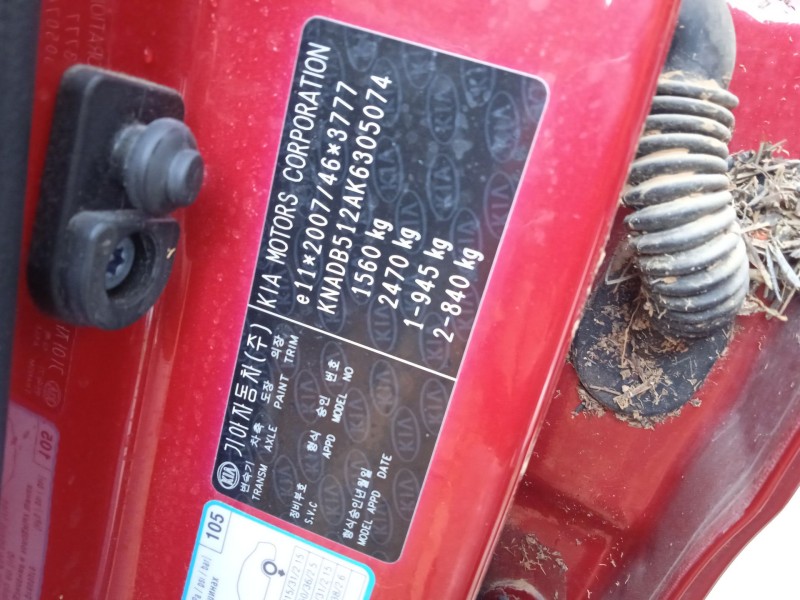 KIA MOTORS CORPORATION
e11*2007/46*3777
KNADB512AK6305074
1560 kg
2470 kg
1-945 kg
2-840 kg
KIA 기아자동차(주)
변속기 차축 도장 의장
TRANSM AXLE PAINT TRIM
장비부호 형식 승인 번호
S.V.C APPD MODEL NO
형식승인년월일
MODEL APPD DATE
105